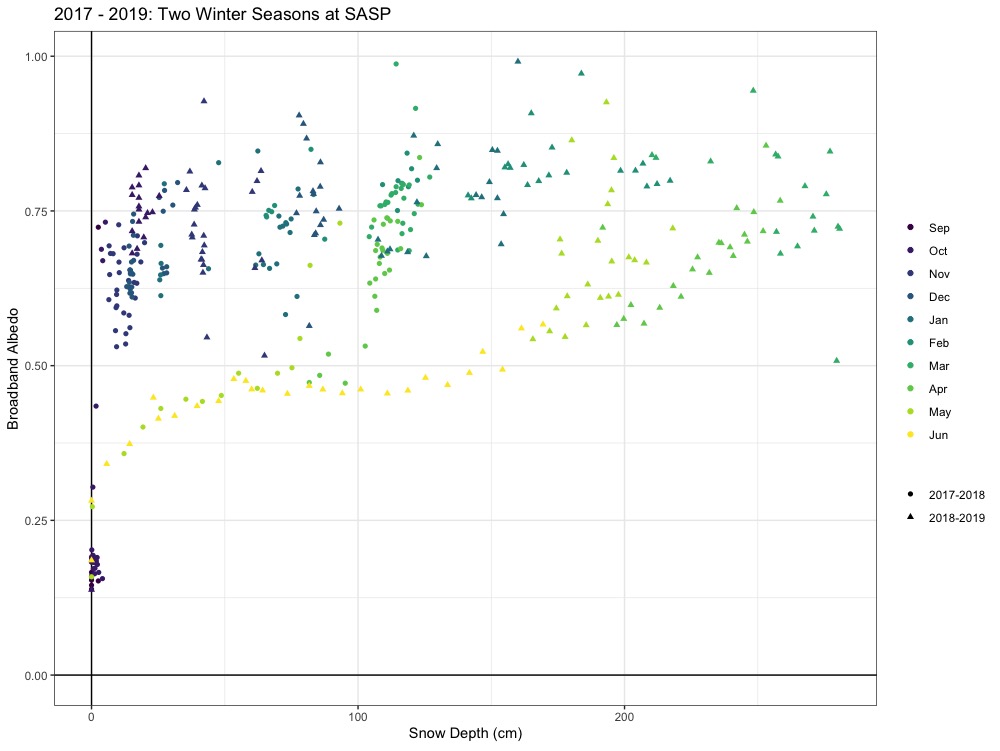 2017 - 2019: Two Winter Seasons at SASP
Broadband Albedo
1.00
0.75
0.50
0.25
0.00
0
100
200
Snow Depth (cm)
Sep
Oct
Nov
Dec
Jan
Feb
Mar
Apr
May
Jun
2017-2018
2018-2019